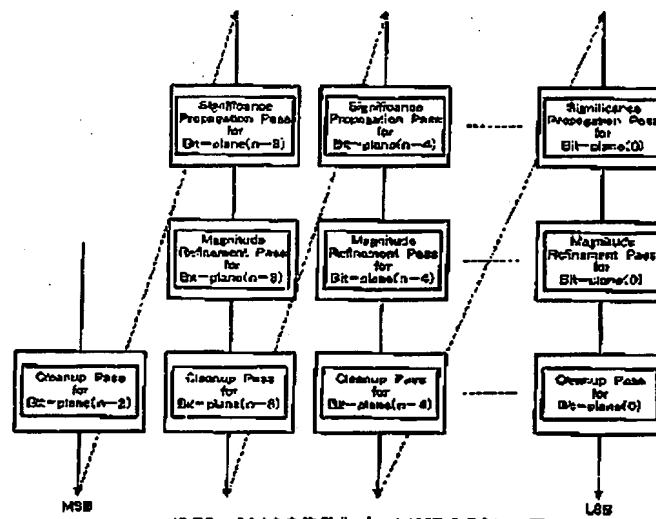 Significance
Propagation Pass
for
Bit-plane(n-3)
Significance
Propagation Pass
for
Bit-plane(n-4)
Significance
Propagation Pass
for
Bit-plane(0)
Magnitude
Refinement Pass
for
Bit-plane(n-3)
Magnitude
Refinement Pass
for
Bit-plane(n-4)
Magnitude
Refinement Pass
for
Bit-plane(0)
Cleanup Pass
for
Bit-plane(n-2)
Cleanup Pass
for
Bit-plane(n-3)
Cleanup Pass
for
Bit-plane(n-4)
Cleanup Pass
for
Bit-plane(0)
MSB
LSB